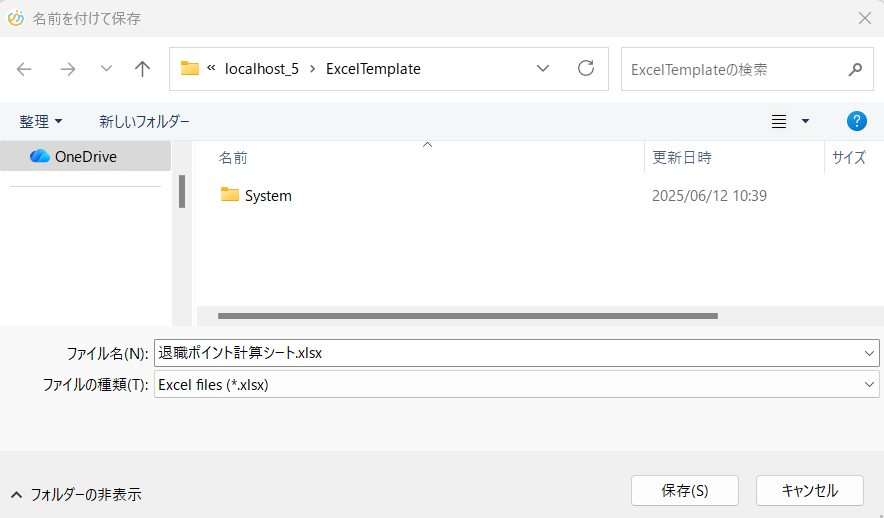 名前を付けて保存
« localhost_5 › ExcelTemplate
ExcelTemplateの検索
整理 新しいフォルダー
OneDrive
名前 更新日時 サイズ
System 2025/06/12 10:39
ファイル名(N): 退職ポイント計算シート.xlsx
ファイルの種類(T): Excel files (*.xlsx)
フォルダーの非表示 保存(S) キャンセル